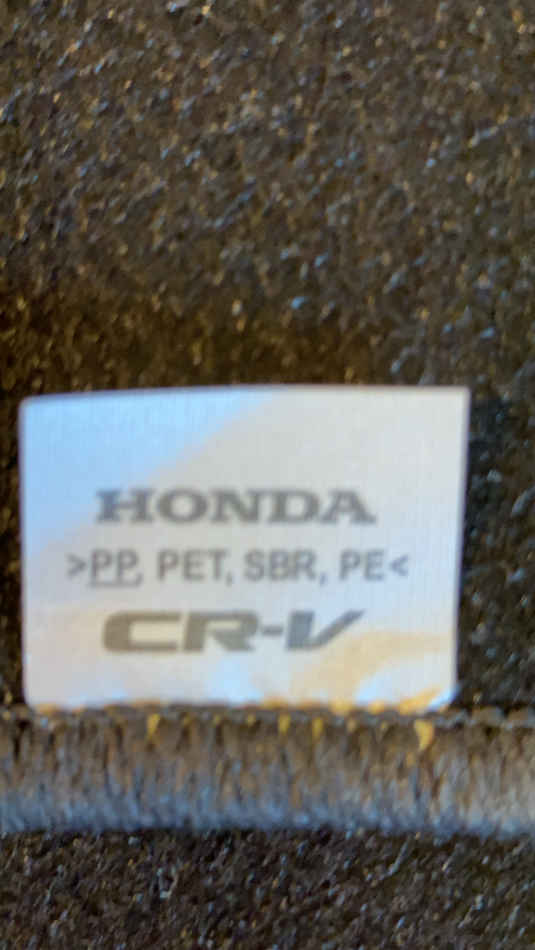 HONDA
>PP, PET, SBR, PE<
CR-V